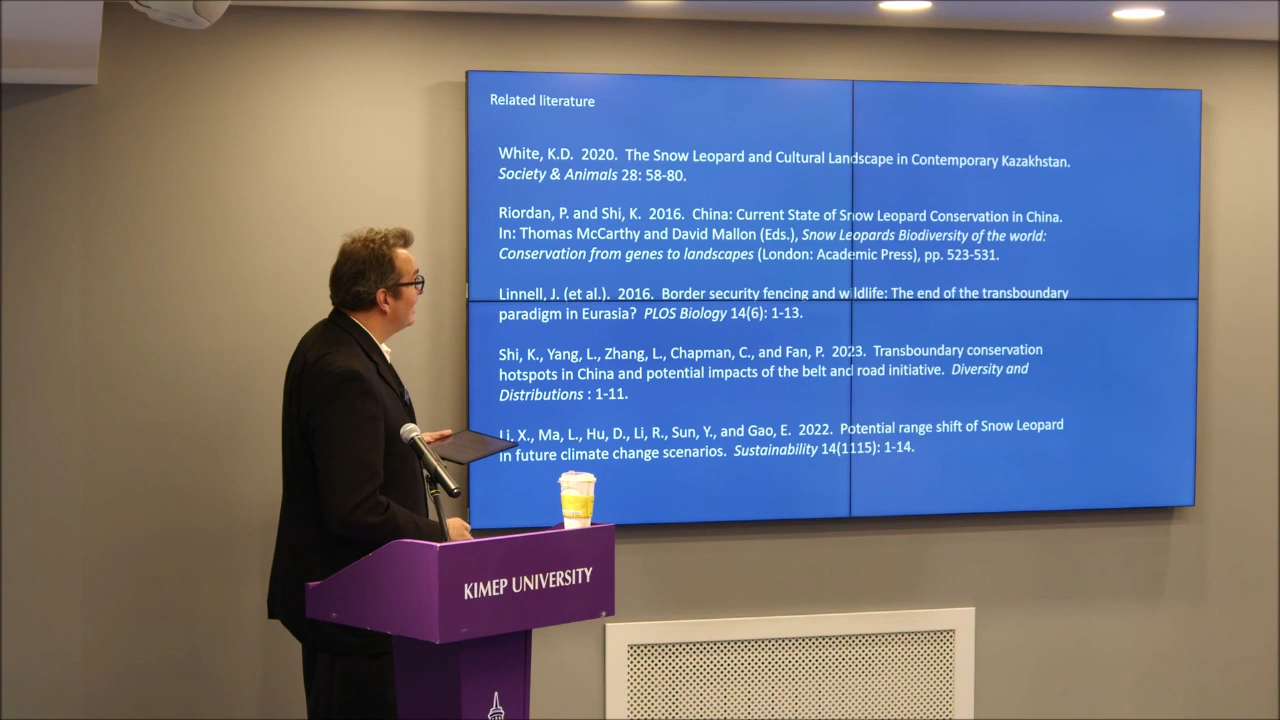 Related literature
White, K.D. 2020. The Snow Leopard and Cultural Landscape in Contemporary Kazakhstan.
Society & Animals 28: 58-80.
Riordan, P. and Shi, K. 2016. China: Current State of Snow Leopard Conservation in China.
In: Thomas McCarthy and David Mallon (Eds.), Snow Leopards Biodiversity of the world:
Conservation from genes to landscapes (London: Academic Press), pp. 523-531.
Linnell, J. (et al.). 2016. Border security fencing and wildlife: The end of the transboundary
paradigm in Eurasia? PLOS Biology 14(6): 1-13.
Shi, K., Yang, L., Zhang, L., Chapman, C., and Fan, P. 2023. Transboundary conservation
hotspots in China and potential impacts of the belt and road initiative. Diversity and
Distributions : 1-11.
Li, X., Ma, L., Hu, D., Li, R., Sun, Y., and Gao, E. 2022. Potential range shift of Snow Leopard
in future climate change scenarios. Sustainability 14(1115): 1-14.
KIMEP UNIVERSITY